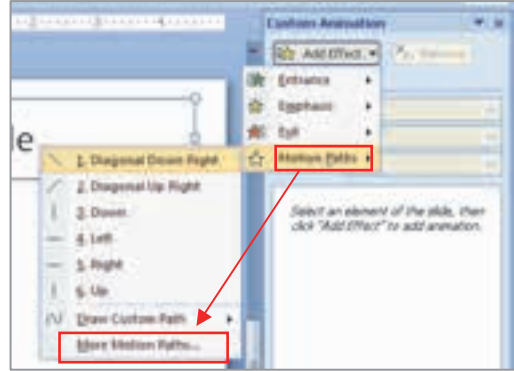 Custom Animation
Add Effect
Remove
Entrance
Emphasis
Exit
Motion Paths
le
1. Diagonal Down Right
2. Diagonal Up Right
3. Down
4. Left
5. Right
6. Up
Draw Custom Path
More Motion Paths...
Select an element of the slide, then
click "Add Effect" to add animation.